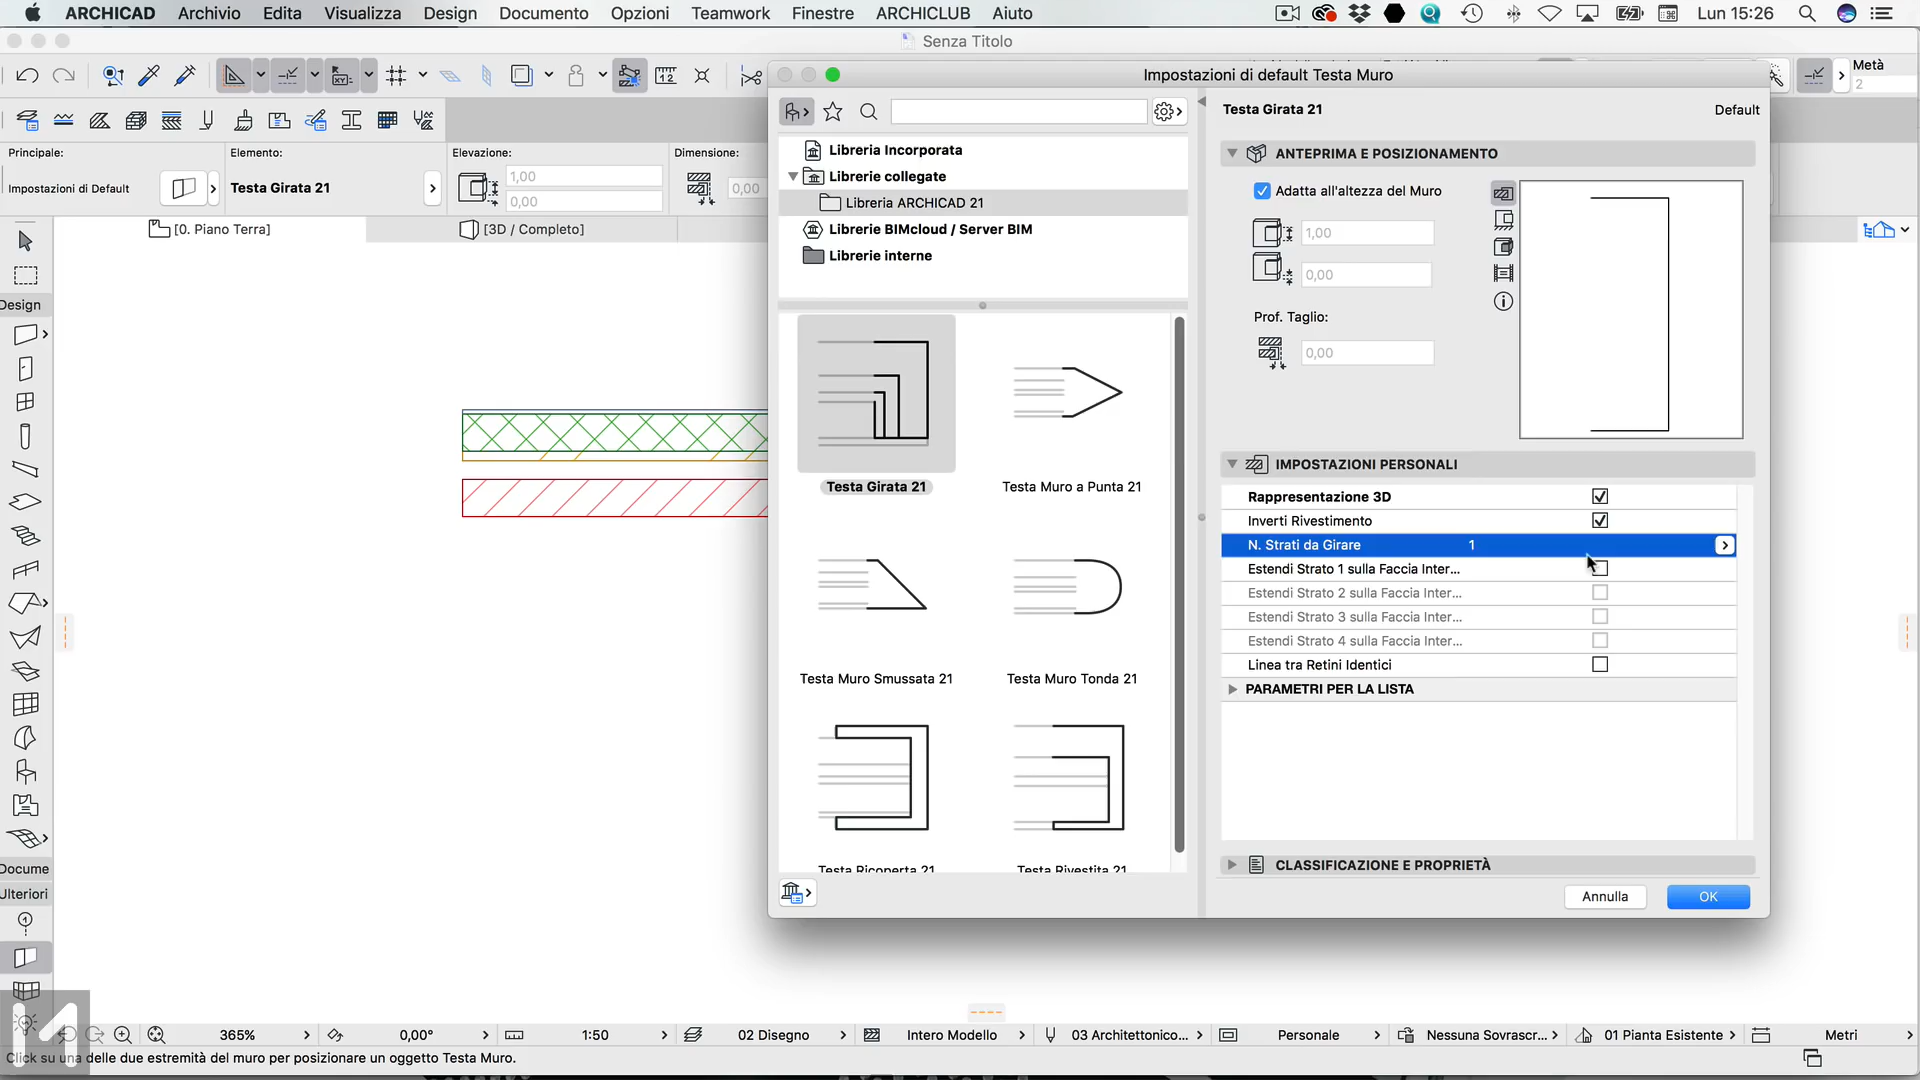 ARCHICAD Archivio Edita Visualizza Design Documento Opzioni Teamwork Finestre ARCHICLUB Aiuto Lun 15:26
Senza Titolo
Metà
2
Principale:
Impostazioni di Default
Elemento:
Testa Girata 21
Elevazione:
1,00
0,00
Dimensione:
0,00
[0. Piano Terra]
[3D / Completo]
Design
Docume
Ulteriori
Impostazioni di default Testa Muro
Libreria Incorporata
Librerie collegate
Libreria ARCHICAD 21
Librerie BIMcloud / Server BIM
Librerie interne
Testa Girata 21
Testa Muro a Punta 21
Testa Muro Smussata 21
Testa Muro Tonda 21
Testa Ricoperta 21
Testa Rivestita 21
Testa Girata 21
Default
ANTEPRIMA E POSIZIONAMENTO
Adatta all'altezza del Muro
1,00
0,00
Prof. Taglio:
0,00
IMPOSTAZIONI PERSONALI
Rappresentazione 3D
Inverti Rivestimento
N. Strati da Girare 1
Estendi Strato 1 sulla Faccia Inter...
Estendi Strato 2 sulla Faccia Inter...
Estendi Strato 3 sulla Faccia Inter...
Estendi Strato 4 sulla Faccia Inter...
Linea tra Retini Identici
PARAMETRI PER LA LISTA
CLASSIFICAZIONE E PROPRIETÀ
Annulla
OK
365% 0,00° 1:50 02 Disegno Intero Modello 03 Architettonico... Personale Nessuna Sovrascr... 01 Pianta Esistente Metri
Click su una delle due estremità del muro per posizionare un oggetto Testa Muro.